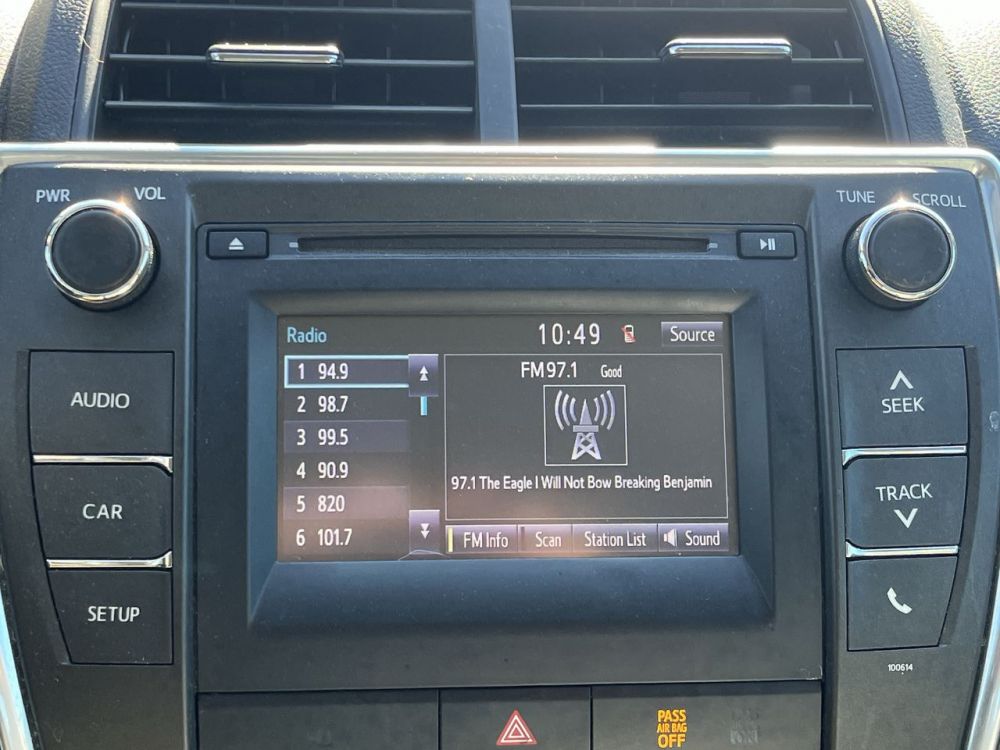 PWR VOL
TUNE SCROLL
Radio 10:49 Source
1 94.9
2 98.7
3 99.5
4 90.9
5 820
6 101.7
FM97.1 Good
97.1 The Eagle I Will Not Bow Breaking Benjamin
FM Info Scan Station List Sound
AUDIO
CAR
SETUP
SEEK
TRACK
100614
PASS
AIR BAG
OFF